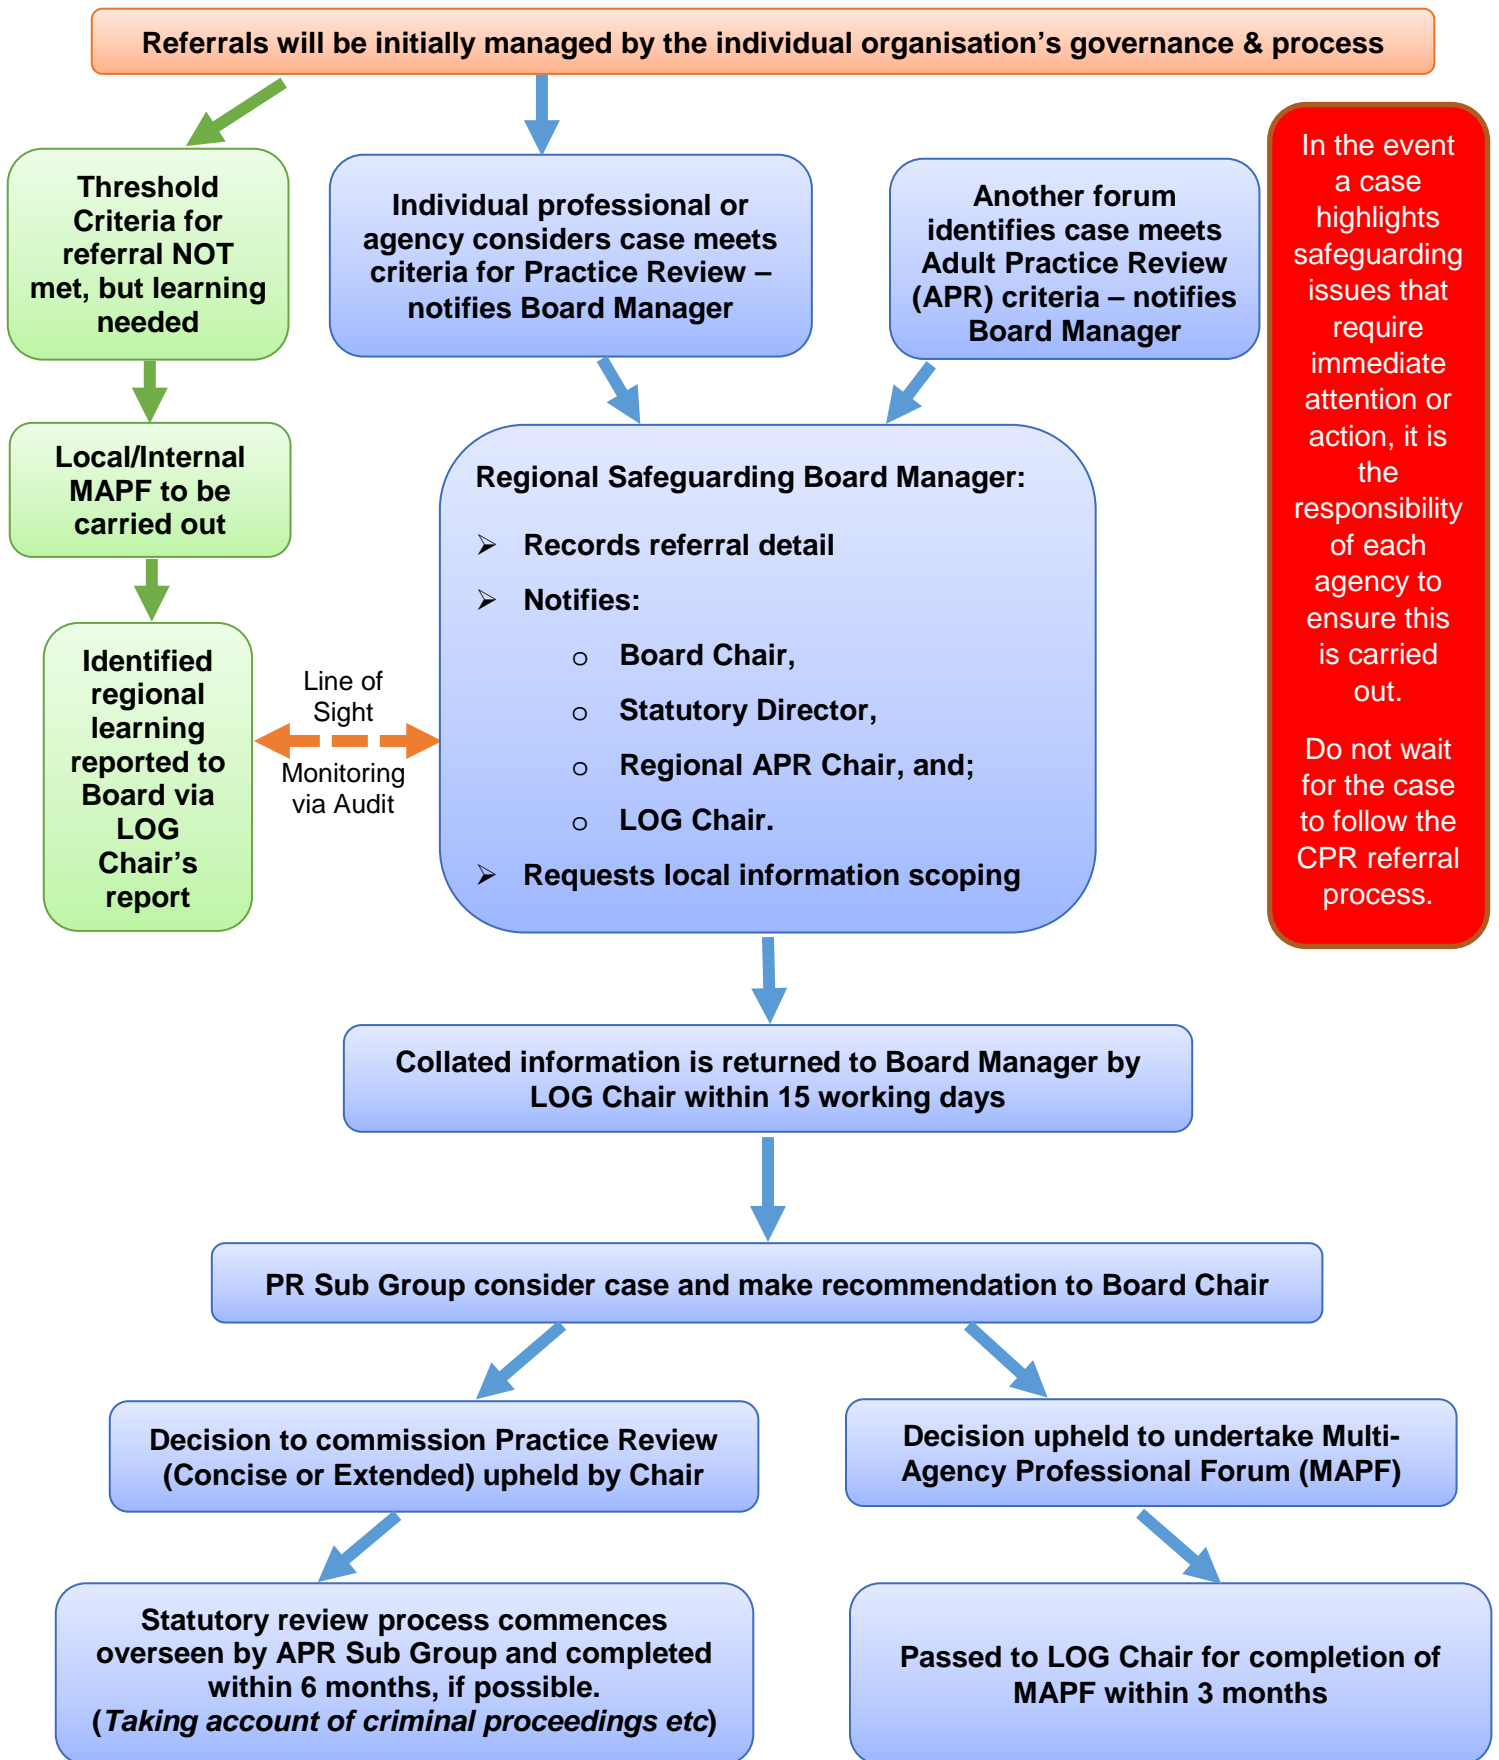 Referrals will be initially managed by the individual organisation’s governance & process
Threshold
Criteria for
referral NOT
met, but learning
needed
Individual professional or
agency considers case meets
criteria for Practice Review –
notifies Board Manager
Another forum
identifies case meets
Adult Practice Review
(APR) criteria – notifies
Board Manager
In the event
a case
highlights
safeguarding
issues that
require
immediate
attention or
action, it is
the
responsibility
of each
agency to
ensure this
is carried
out.
Do not wait
for the case
to follow the
CPR referral
process.
Local/Internal
MAPF to be
carried out
Identified
regional
learning
reported to
Board via
LOG
Chair’s
report
Line of
Sight
Monitoring
via Audit
Regional Safeguarding Board Manager:
➢ Records referral detail
➢ Notifies:
o Board Chair,
o Statutory Director,
o Regional APR Chair, and;
o LOG Chair.
➢ Requests local information scoping
Collated information is returned to Board Manager by
LOG Chair within 15 working days
PR Sub Group consider case and make recommendation to Board Chair
Decision to commission Practice Review
(Concise or Extended) upheld by Chair
Decision upheld to undertake Multi-
Agency Professional Forum (MAPF)
Statutory review process commences
overseen by APR Sub Group and completed
within 6 months, if possible.
(Taking account of criminal proceedings etc)
Passed to LOG Chair for completion of
MAPF within 3 months